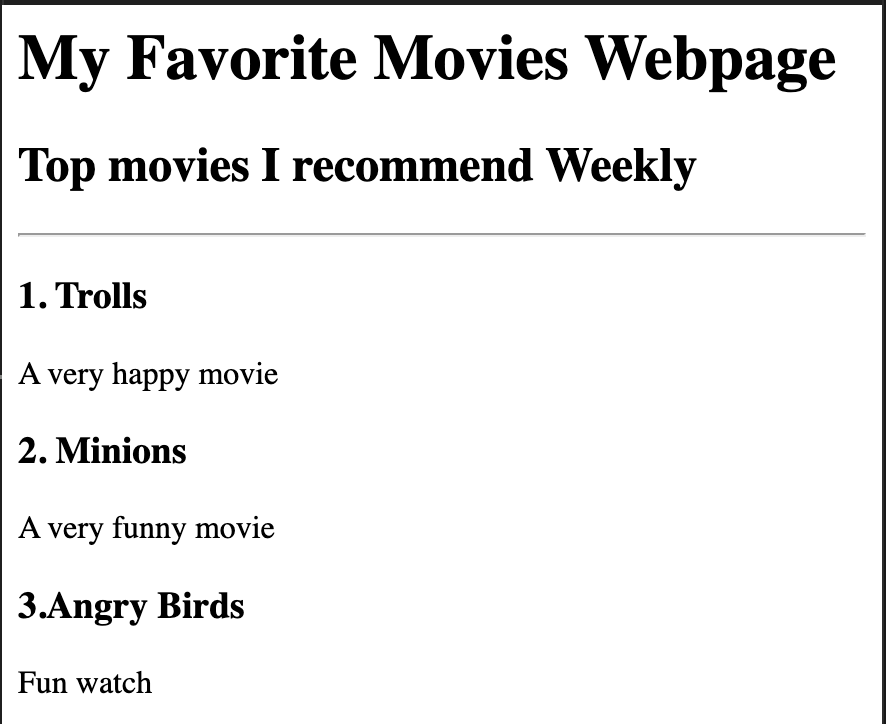 My Favorite Movies Webpage
Top movies I recommend Weekly
1. Trolls
A very happy movie
2. Minions
A very funny movie
3.Angry Birds
Fun watch